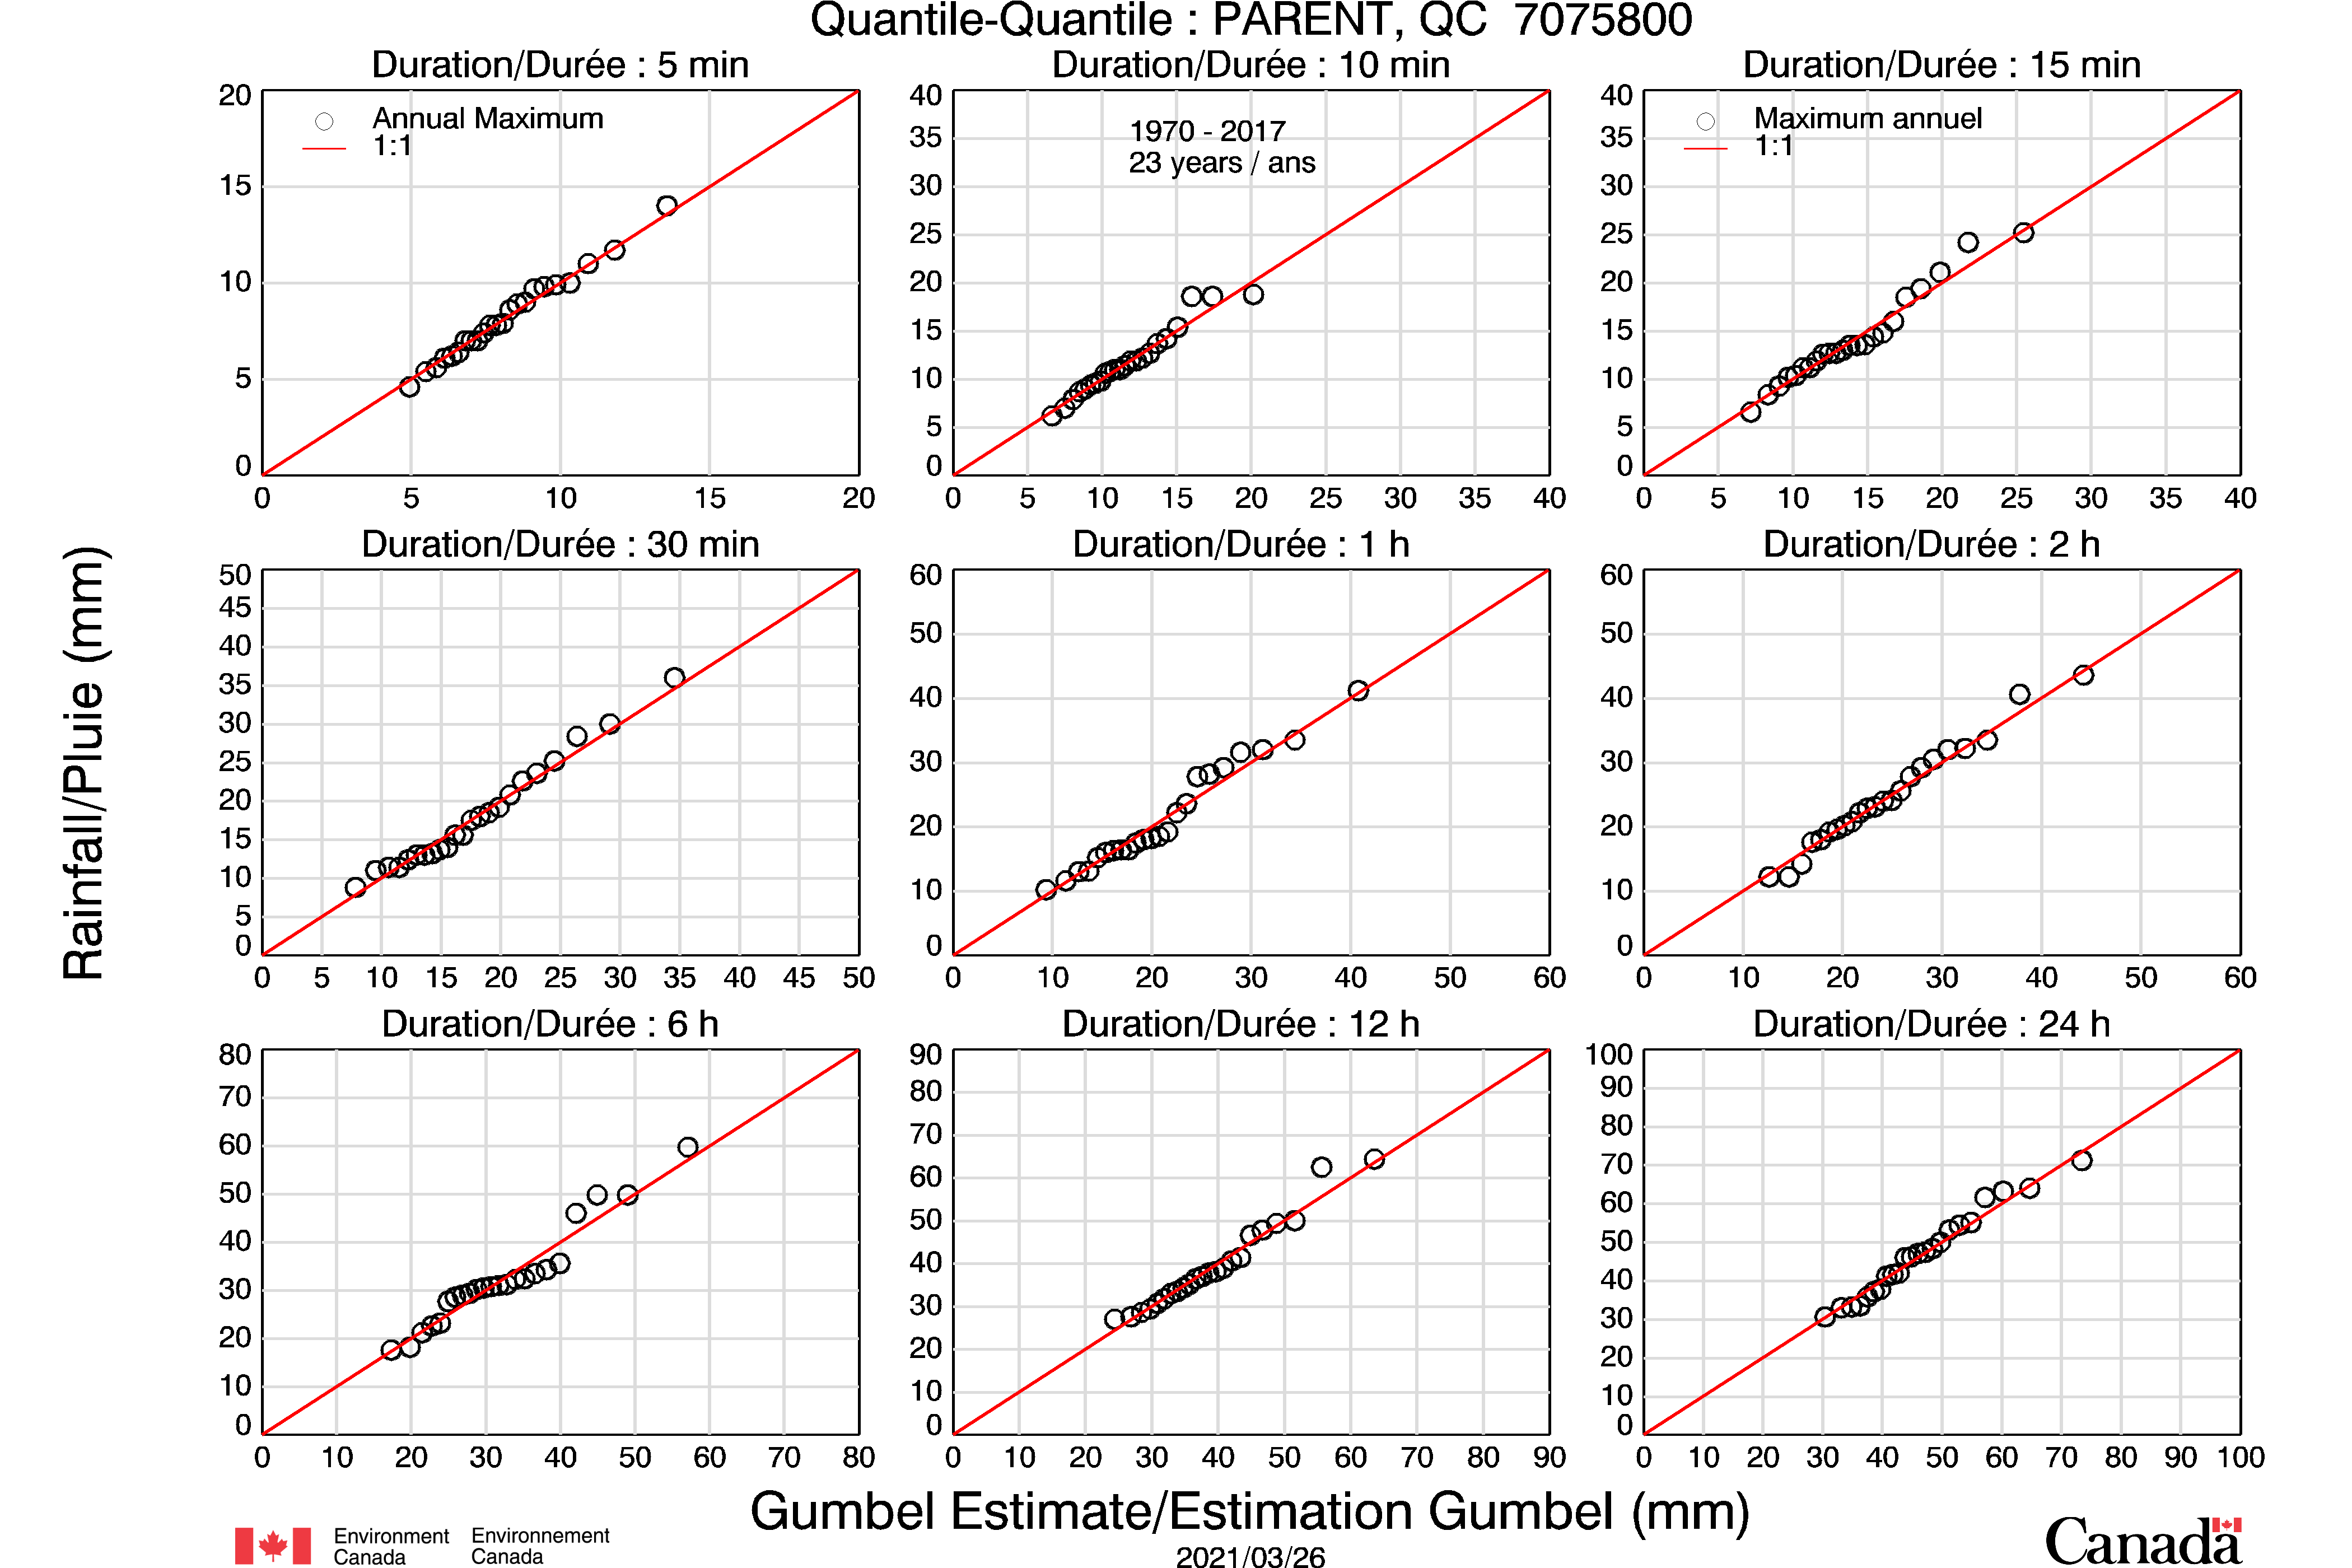 Quantile-Quantile : PARENT, QC 7075800
Duration/Durée : 5 min
20
15
10
5
0
0 5 10 15 20
Annual Maximum
1:1
Duration/Durée : 10 min
40
35
30
25
20
15
10
5
0
0 5 10 15 20 25 30 35 40
1970 - 2017
23 years / ans
Duration/Durée : 15 min
40
35
30
25
20
15
10
5
0
0 5 10 15 20 25 30 35 40
Maximum annuel
1:1
Rainfall/Pluie (mm)
Duration/Durée : 30 min
50
45
40
35
30
25
20
15
10
5
0
0 5 10 15 20 25 30 35 40 45 50
Duration/Durée : 1 h
60
50
40
30
20
10
0
0 10 20 30 40 50 60
Duration/Durée : 2 h
60
50
40
30
20
10
0
0 10 20 30 40 50 60
Duration/Durée : 6 h
80
70
60
50
40
30
20
10
0
0 10 20 30 40 50 60 70 80
Duration/Durée : 12 h
90
80
70
60
50
40
30
20
10
0
0 10 20 30 40 50 60 70 80 90
Duration/Durée : 24 h
100
90
80
70
60
50
40
30
20
10
0
0 10 20 30 40 50 60 70 80 90 100
Gumbel Estimate/Estimation Gumbel (mm)
Environment Canada
Environnement Canada
2021/03/26
Canada